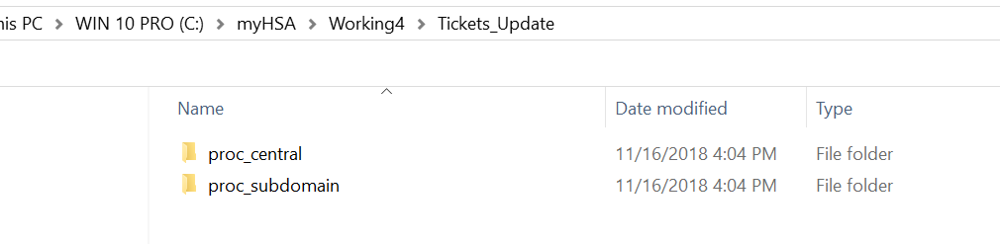 his PC > WIN 10 PRO (C:) > myHSA > Working4 > Tickets_Update
Name Date modified Type
proc_central 11/16/2018 4:04 PM File folder
proc_subdomain 11/16/2018 4:04 PM File folder